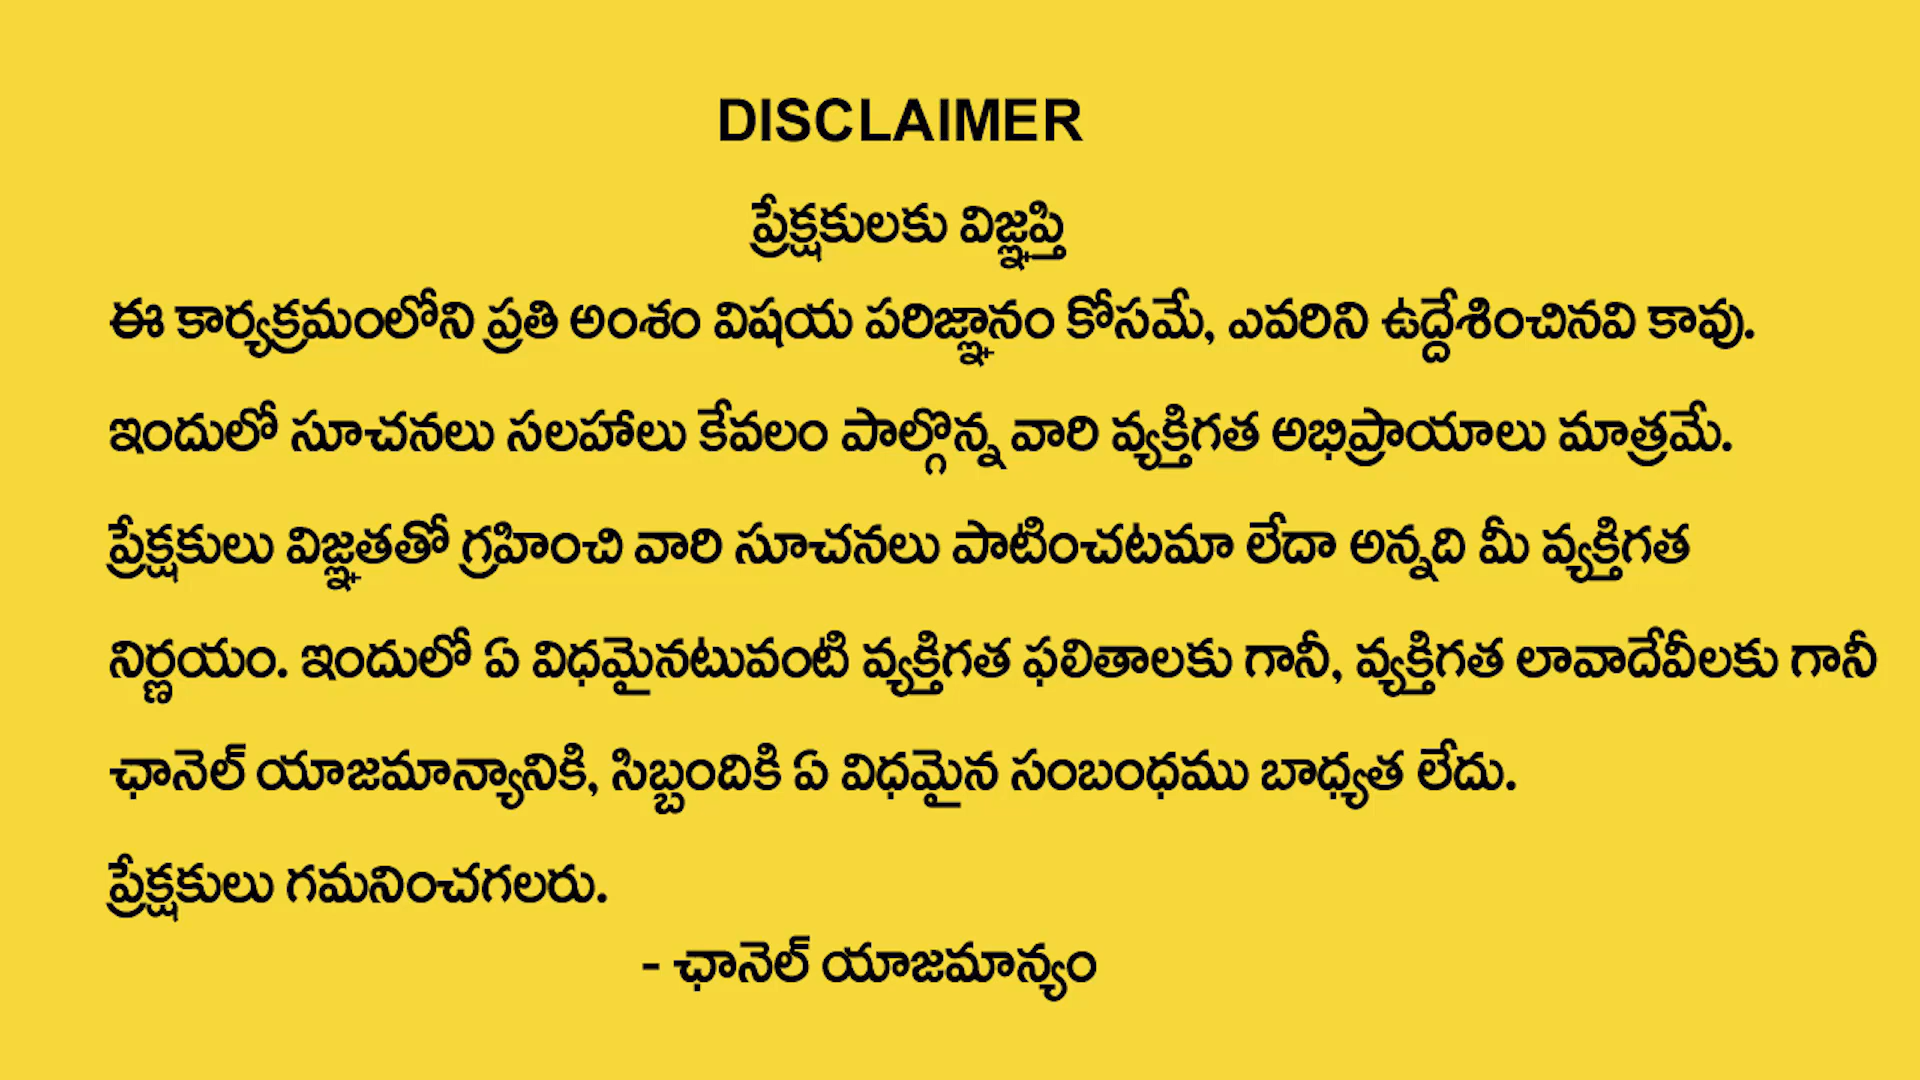 DISCLAIMER
ప్రేక్షకులకు విజ్ఞప్తి
ఈ కార్యక్రమంలోని ప్రతి అంశం విషయ పరిజ్ఞానం కోసమే, ఎవరిని ఉద్దేశించినవి కావు.
ఇందులో సూచనలు సలహాలు కేవలం పాల్గొన్న వారి వ్యక్తిగత అభిప్రాయాలు మాత్రమే.
ప్రేక్షకులు విజ్ఞతతో గ్రహించి వారి సూచనలు పాటించటమా లేదా అన్నది మీ వ్యక్తిగత
నిర్ణయం. ఇందులో ఏ విధమైనటువంటి వ్యక్తిగత ఫలితాలకు గానీ, వ్యక్తిగత లావాదేవీలకు గానీ
ఛానెల్ యాజమాన్యానికి, సిబ్బందికి ఏ విధమైన సంబంధము బాధ్యత లేదు.
ప్రేక్షకులు గమనించగలరు.
- ఛానెల్ యాజమాన్యం